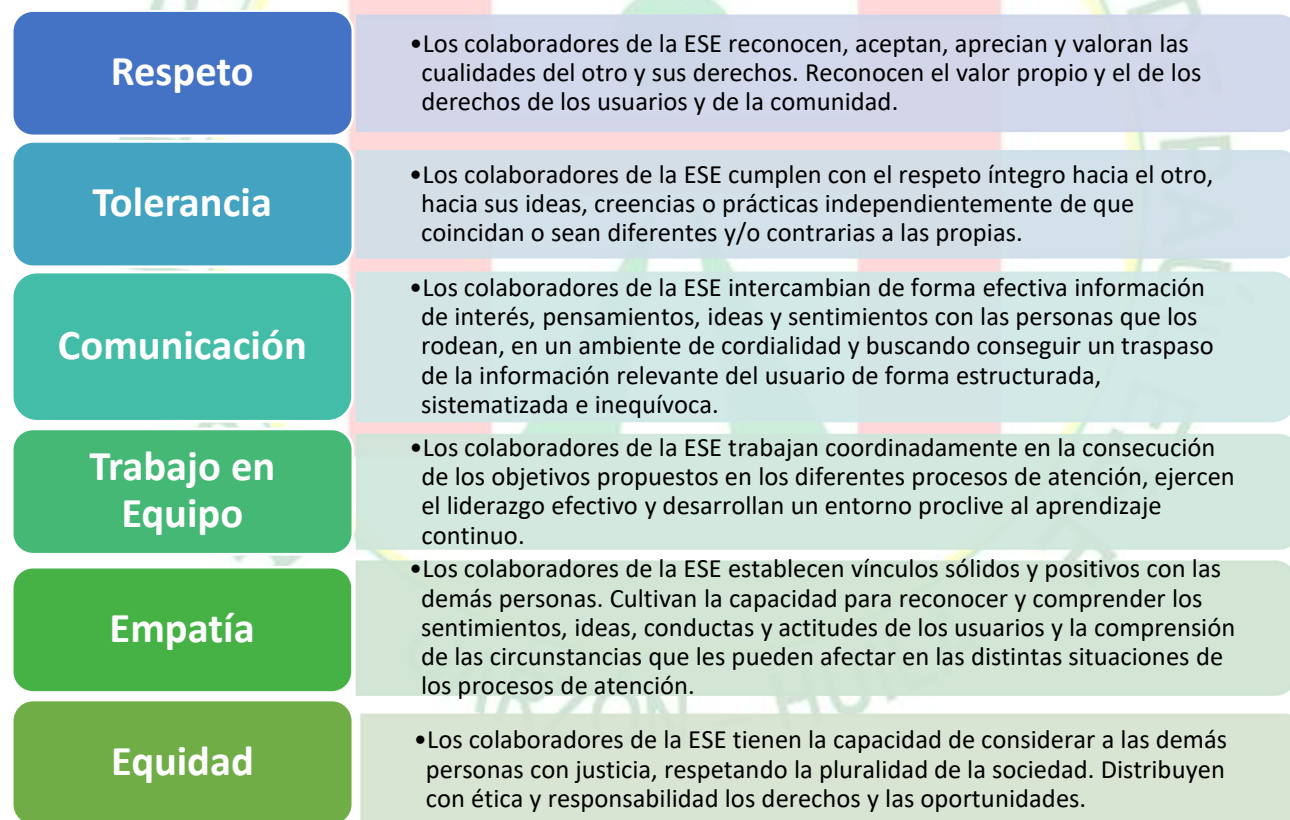 Respeto
•Los colaboradores de la ESE reconocen, aceptan, aprecian y valoran las
cualidades del otro y sus derechos. Reconocen el valor propio y el de los
derechos de los usuarios y de la comunidad.
Tolerancia
•Los colaboradores de la ESE cumplen con el respeto íntegro hacia el otro,
hacia sus ideas, creencias o prácticas independientemente de que
coincidan o sean diferentes y/o contrarias a las propias.
Comunicación
•Los colaboradores de la ESE intercambian de forma efectiva información
de interés, pensamientos, ideas y sentimientos con las personas que los
rodean, en un ambiente de cordialidad y buscando conseguir un traspaso
de la información relevante del usuario de forma estructurada,
sistematizada e inequívoca.
Trabajo en
Equipo
•Los colaboradores de la ESE trabajan coordinadamente en la consecución
de los objetivos propuestos en los diferentes procesos de atención, ejercen
el liderazgo efectivo y desarrollan un entorno proclive al aprendizaje
continuo.
Empatía
•Los colaboradores de la ESE establecen vínculos sólidos y positivos con las
demás personas. Cultivan la capacidad para reconocer y comprender los
sentimientos, ideas, conductas y actitudes de los usuarios y la comprensión
de las circunstancias que les pueden afectar en las distintas situaciones de
los procesos de atención.
Equidad
•Los colaboradores de la ESE tienen la capacidad de considerar a las demás
personas con justicia, respetando la pluralidad de la sociedad. Distribuyen
con ética y responsabilidad los derechos y las oportunidades.